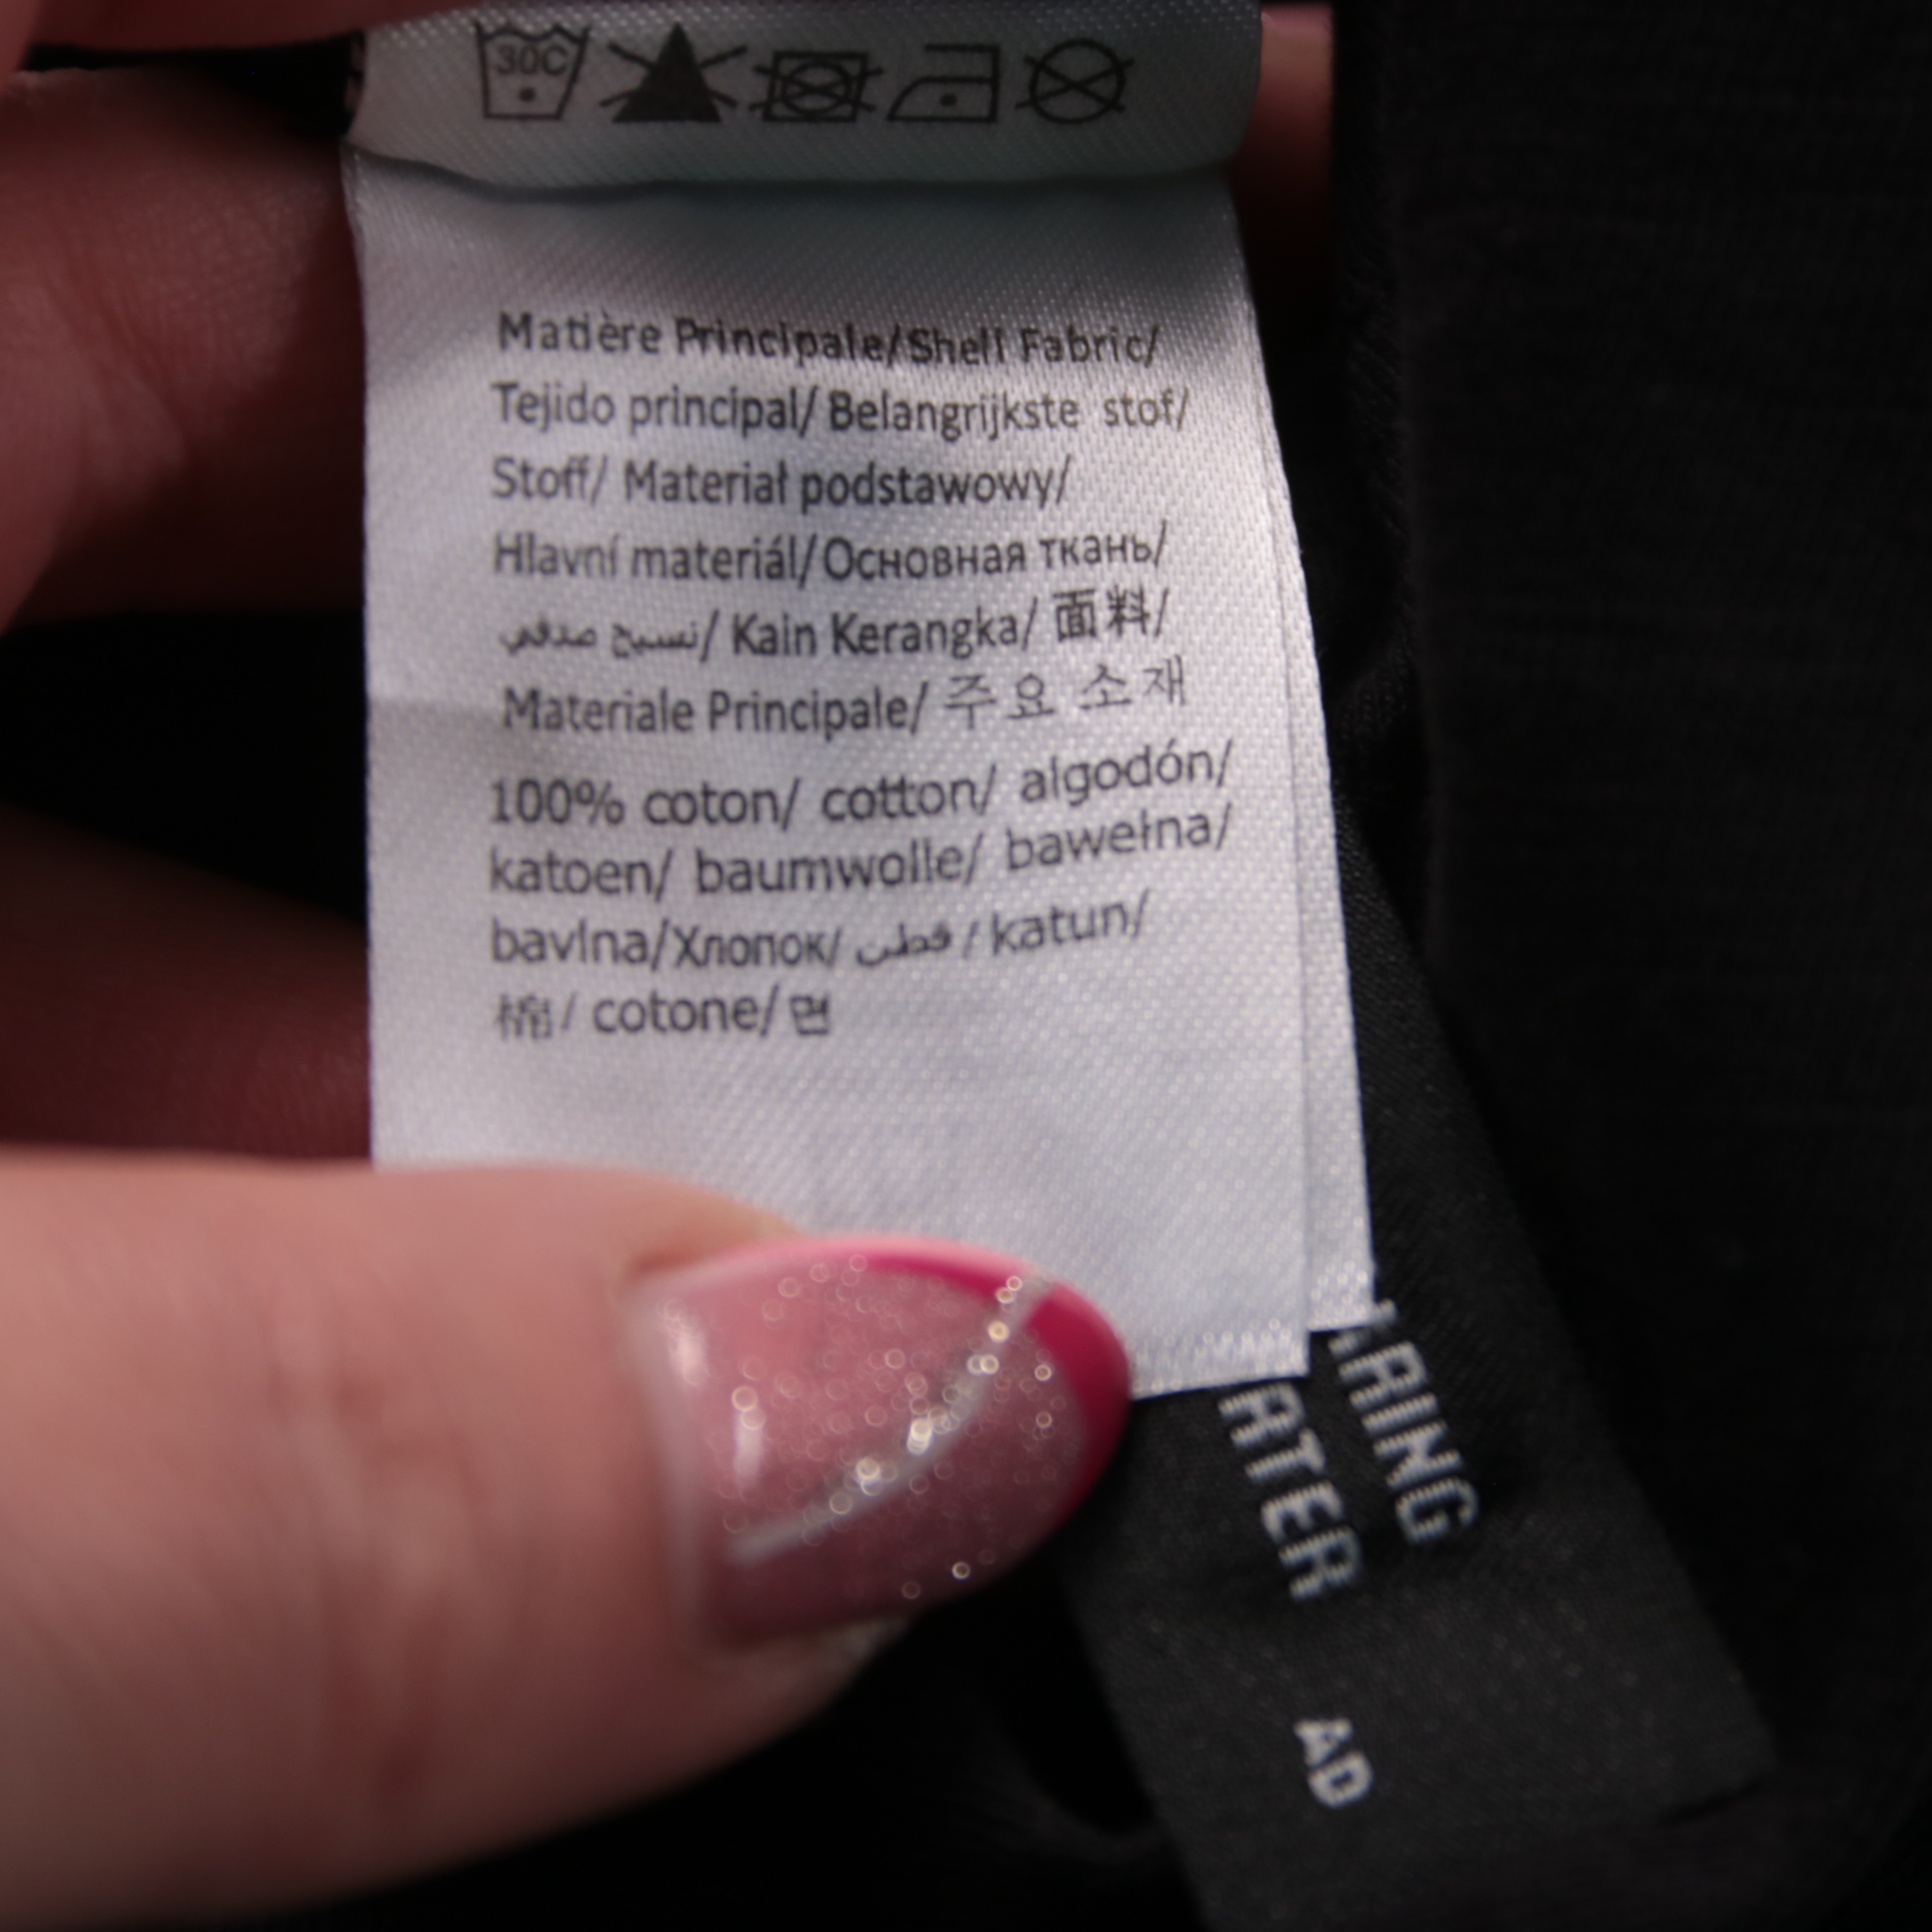 30C
Matière Principale/Shell Fabric/
Tejido principal/ Belangrijkste stof/
Stoff/ Materiał podstawowy/
Hlavní materiál/Основная ткань/
نسيج صدفي/ Kain Kerangka/ 面料/
Materiale Principale/ 주요 소재
100% coton/ cotton/ algodón/
katoen/ baumwolle/ bawełna/
bavlna/Хлопок/ قطن / katun/
棉/ cotone/ 면
ARING
RTER
AD